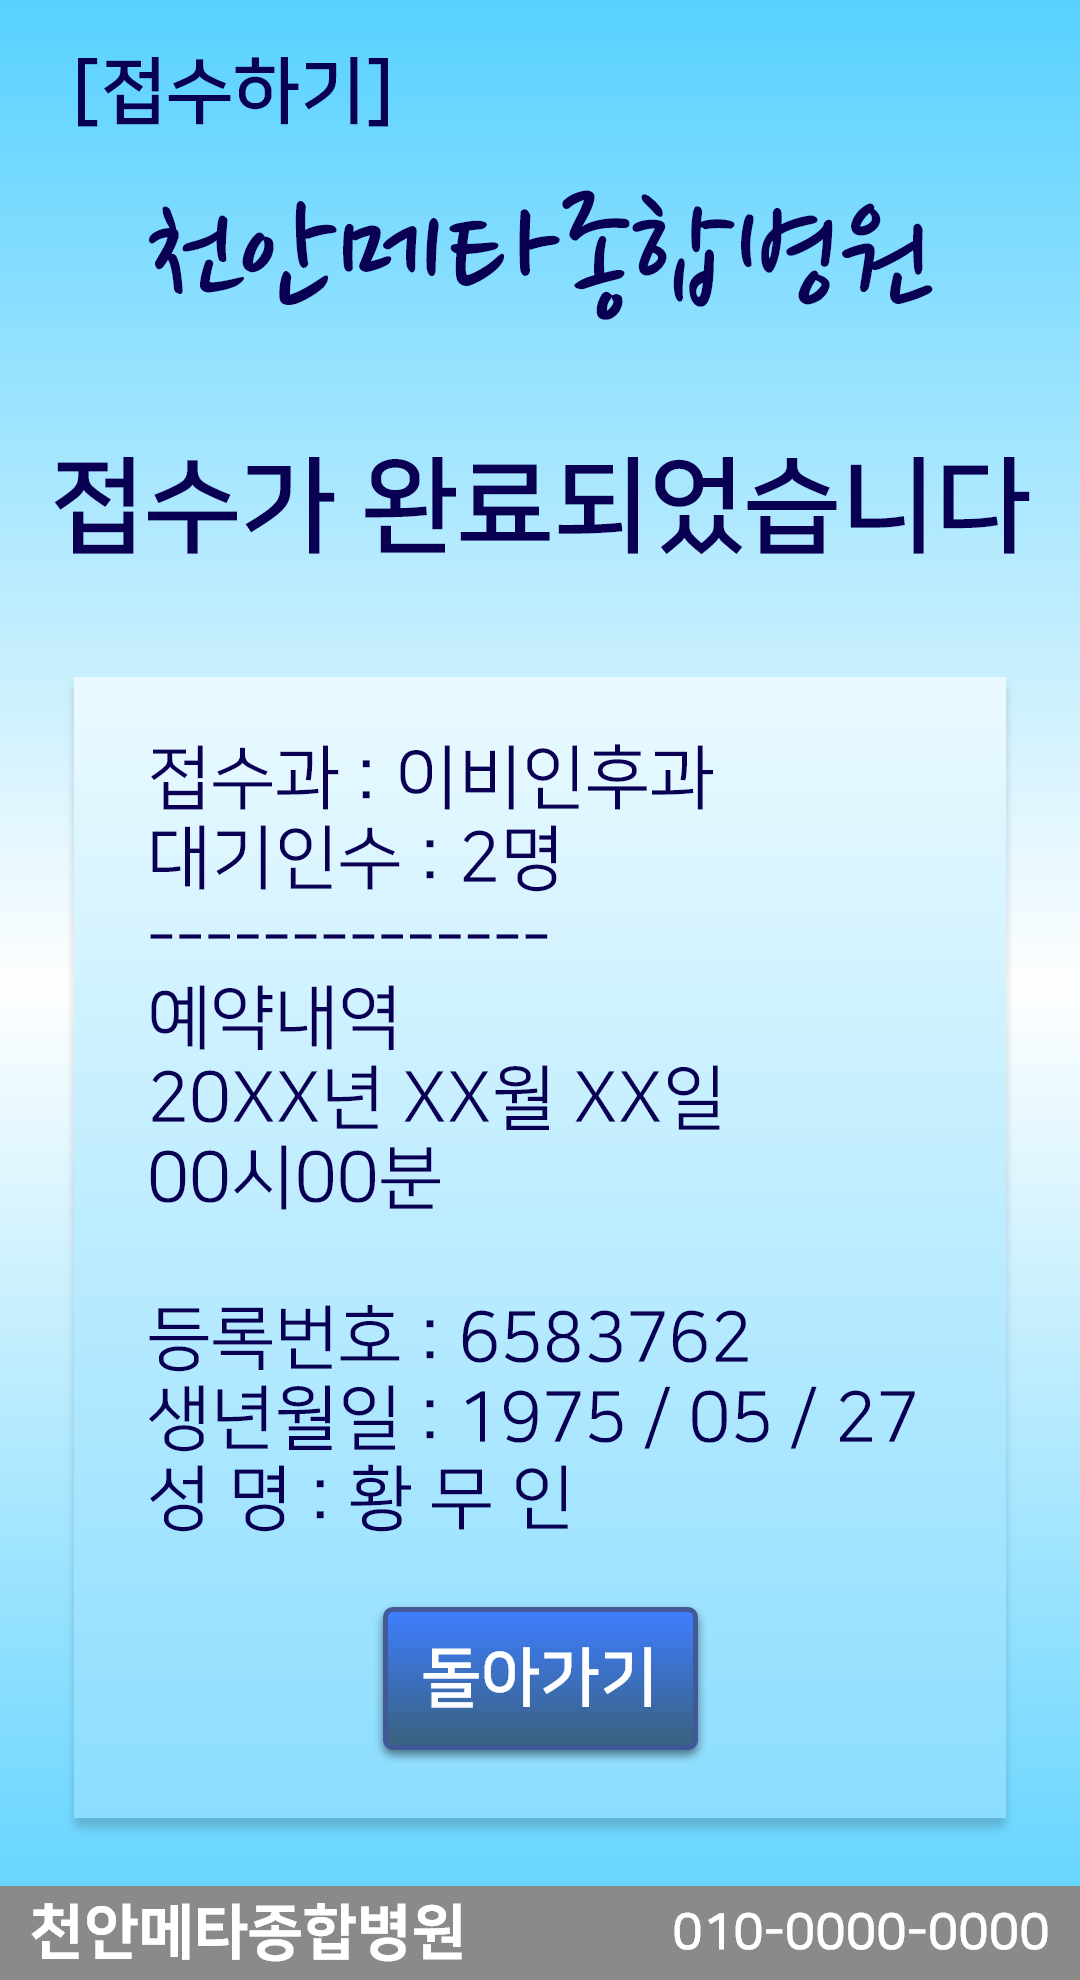 [접수하기]
천안메타종합병원
접수가 완료되었습니다
접수과 : 이비인후과
대기인수 : 2명
--------------
예약내역
20XX년 XX월 XX일
00시00분
등록번호 : 6583762
생년월일 : 1975 / 05 / 27
성 명 : 황 무 인
돌아가기
천안메타종합병원
010-0000-0000